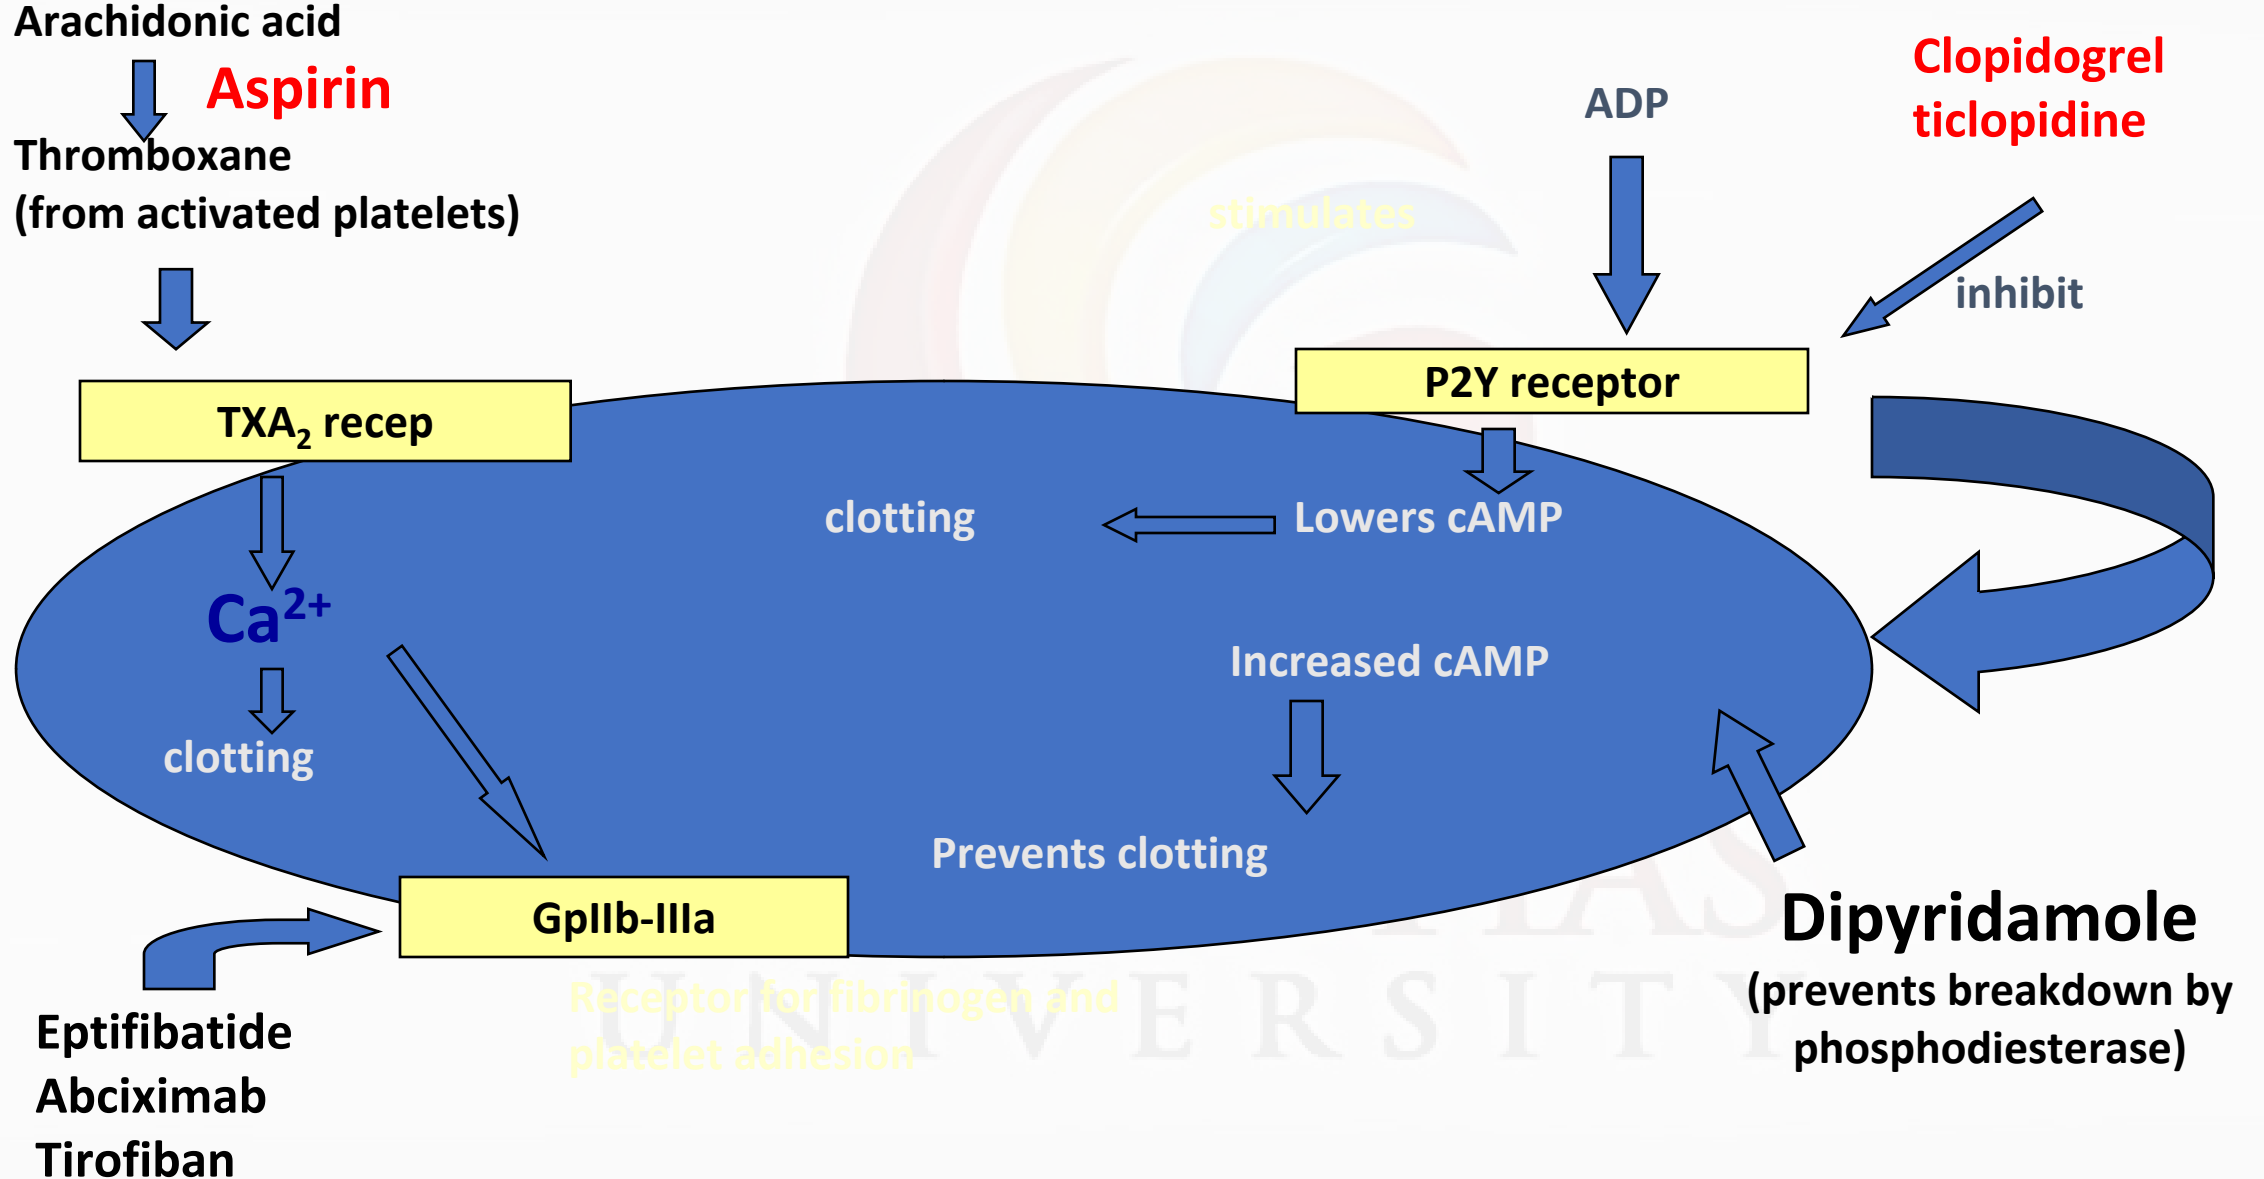 Arachidonic acid
Aspirin
Thromboxane
(from activated platelets)
stimulates
ADP
Clopidogrel
ticlopidine
inhibit
TXA₂ recep
P2Y receptor
clotting
Lowers cAMP
Ca²⁺
Increased cAMP
clotting
Prevents clotting
GpIIb-IIIa
Receptor for fibrinogen and
platelet adhesion
Eptifibatide
Abciximab
Tirofiban
Dipyridamole
(prevents breakdown by
phosphodiesterase)
UNIVERSITY